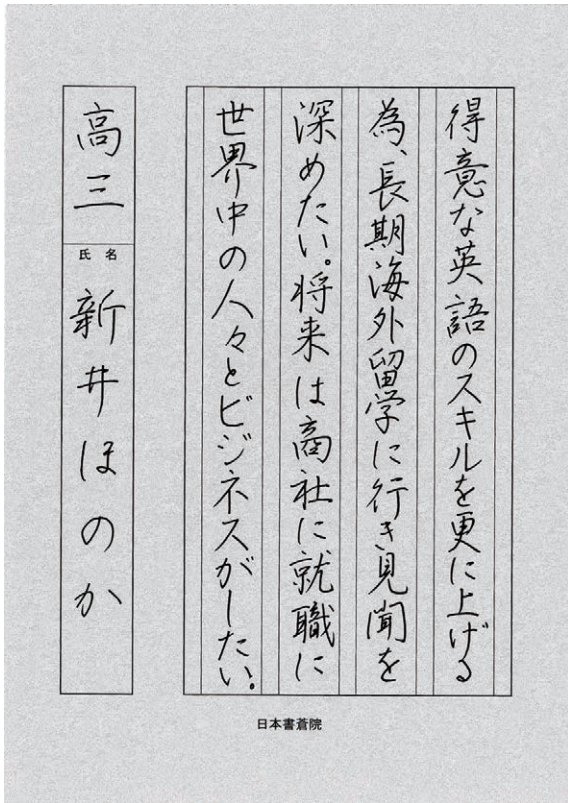 得意な英語のスキルを更に上げる
為、長期海外留学に行き見聞を
深めたい。将来は商社に就職に
世界中の人々とビジネスがしたい。
高三
氏名
新井ほのか
日本書蒼院